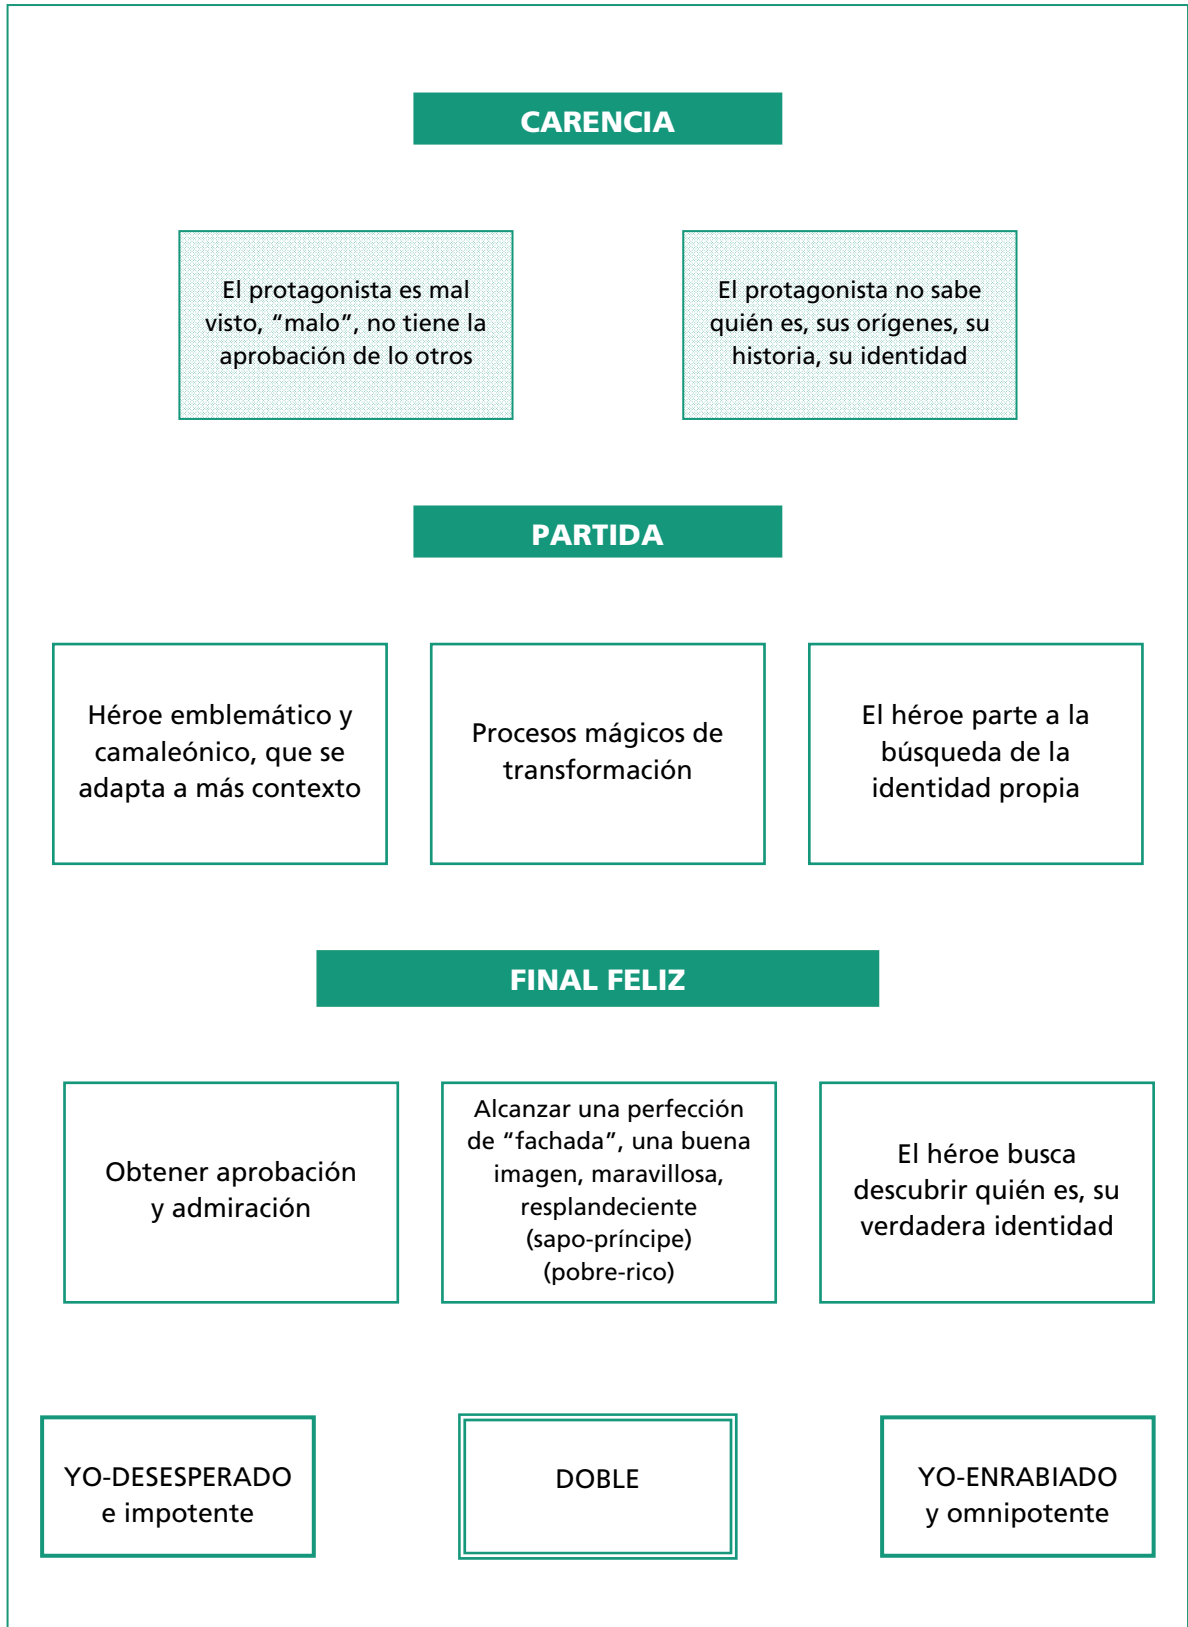 CARENCIA
El protagonista es mal
visto, “malo”, no tiene la
aprobación de lo otros
El protagonista no sabe
quién es, sus orígenes, su
historia, su identidad
PARTIDA
Héroe emblemático y
camaleónico, que se
adapta a más contexto
Procesos mágicos de
transformación
El héroe parte a la
búsqueda de la
identidad propia
FINAL FELIZ
Obtener aprobación
y admiración
Alcanzar una perfección
de “fachada”, una buena
imagen, maravillosa,
resplandeciente
(sapo-príncipe)
(pobre-rico)
El héroe busca
descubrir quién es, su
verdadera identidad
YO-DESESPERADO
e impotente
DOBLE
YO-ENRABIADO
y omnipotente